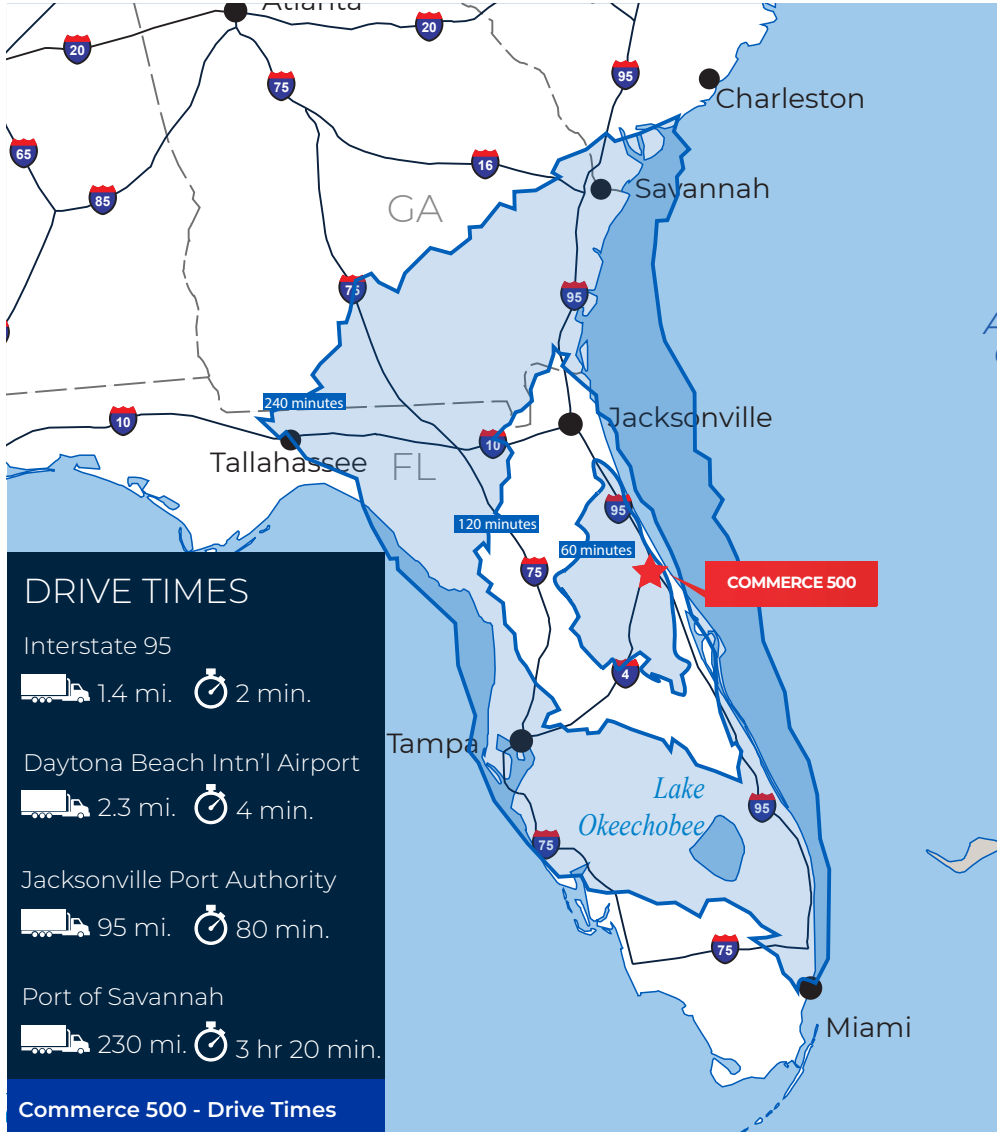 Atlanta
20
20
75
95
Charleston
65
16
85
Savannah
GA
75
95
240 minutes
10
Jacksonville
10
Tallahassee
FL
95
120 minutes
60 minutes
75
COMMERCE 500
4
Tampa
Lake
Okeechobee
95
75
75
Miami
DRIVE TIMES
Interstate 95
1.4 mi. 2 min.
Daytona Beach Intn’l Airport
2.3 mi. 4 min.
Jacksonville Port Authority
95 mi. 80 min.
Port of Savannah
230 mi. 3 hr 20 min.
Commerce 500 - Drive Times